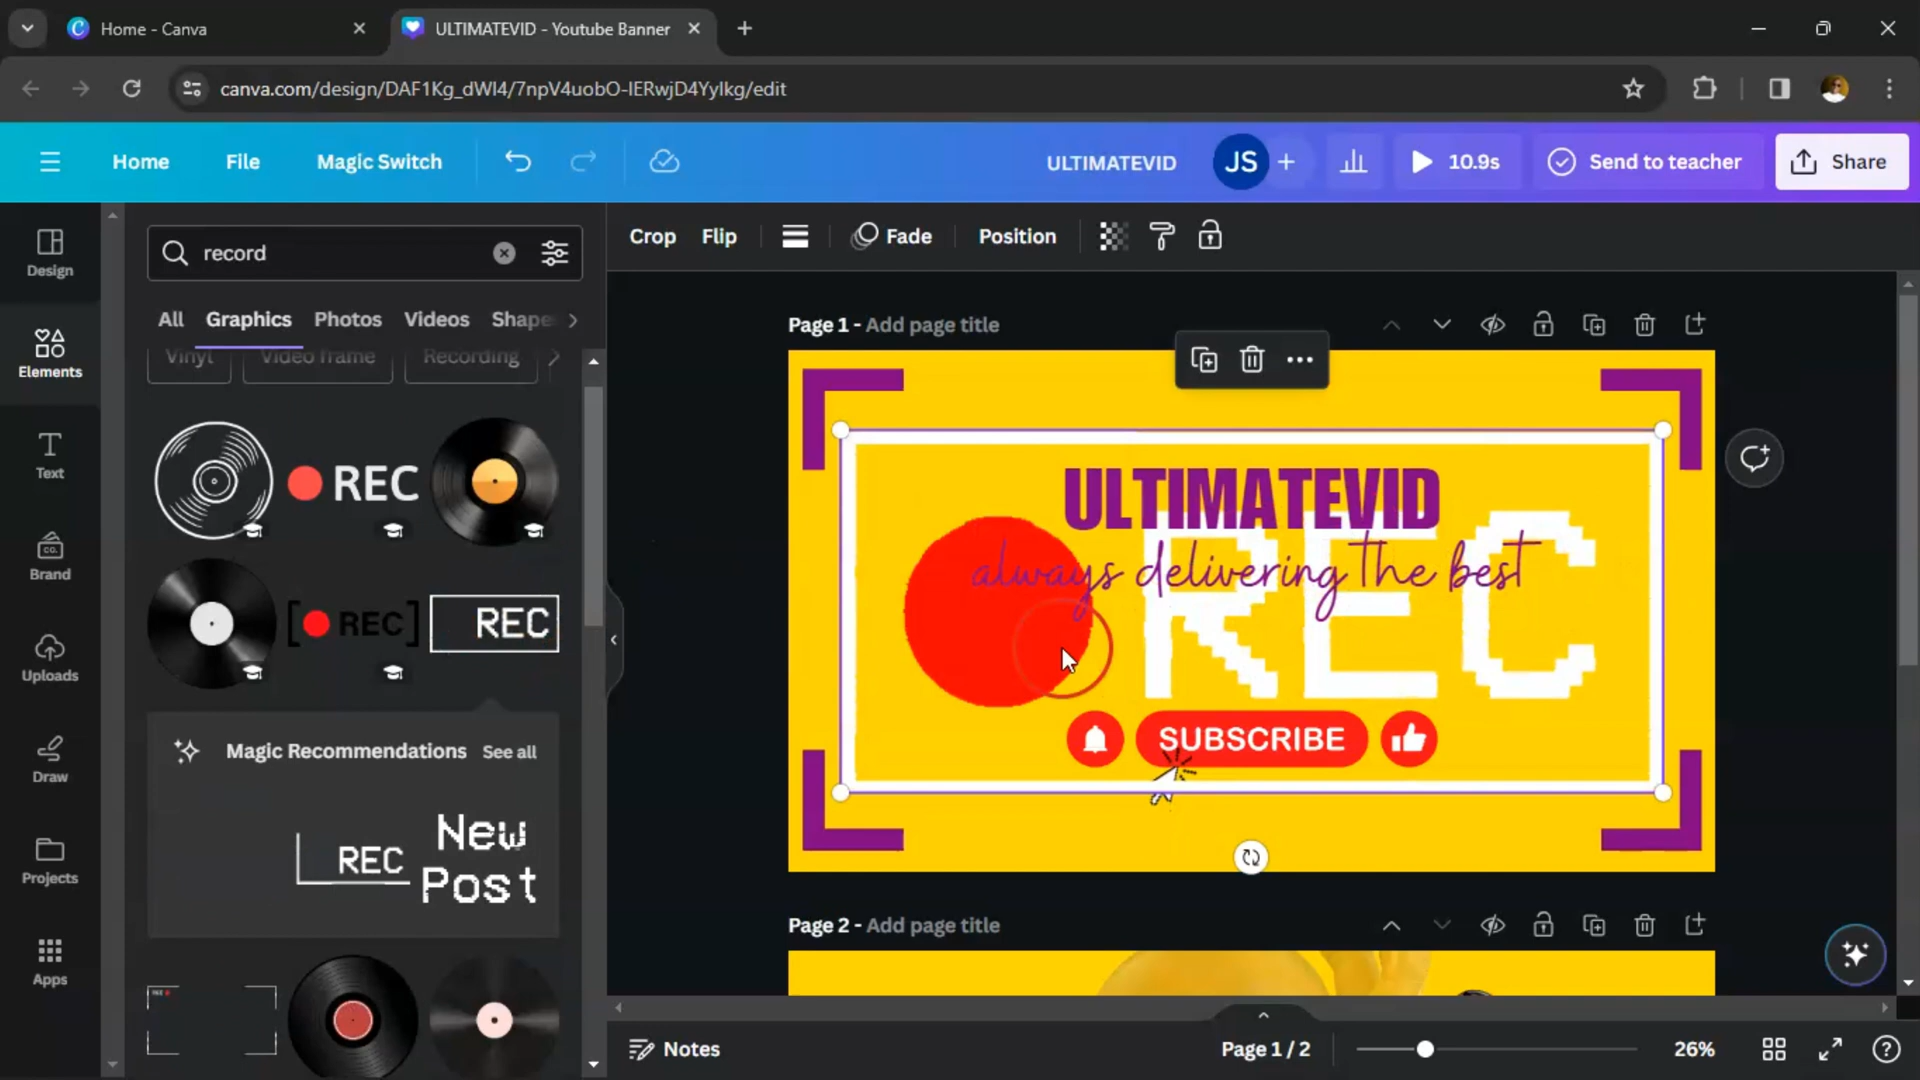 Home - Canva
ULTIMATEVID - Youtube Banner
canva.com/design/DAF1Kg_dWI4/7npV4uobO-IERwjD4Yylkg/edit
Home
File
Magic Switch
ULTIMATEVID
JS
10.9s
Send to teacher
Share
Design
Elements
Text
Brand
Uploads
Draw
Projects
Apps
CO.
record
All
Graphics
Photos
Videos
Shape
Vinyl
Video frame
Recording
REC
REC
REC
Magic Recommendations
See all
REC
New
Post
Crop
Flip
Fade
Position
Page 1 - Add page title
ULTIMATEVID
always delivering the best
REC
SUBSCRIBE
Page 2 - Add page title
Notes
Page 1 / 2
26%